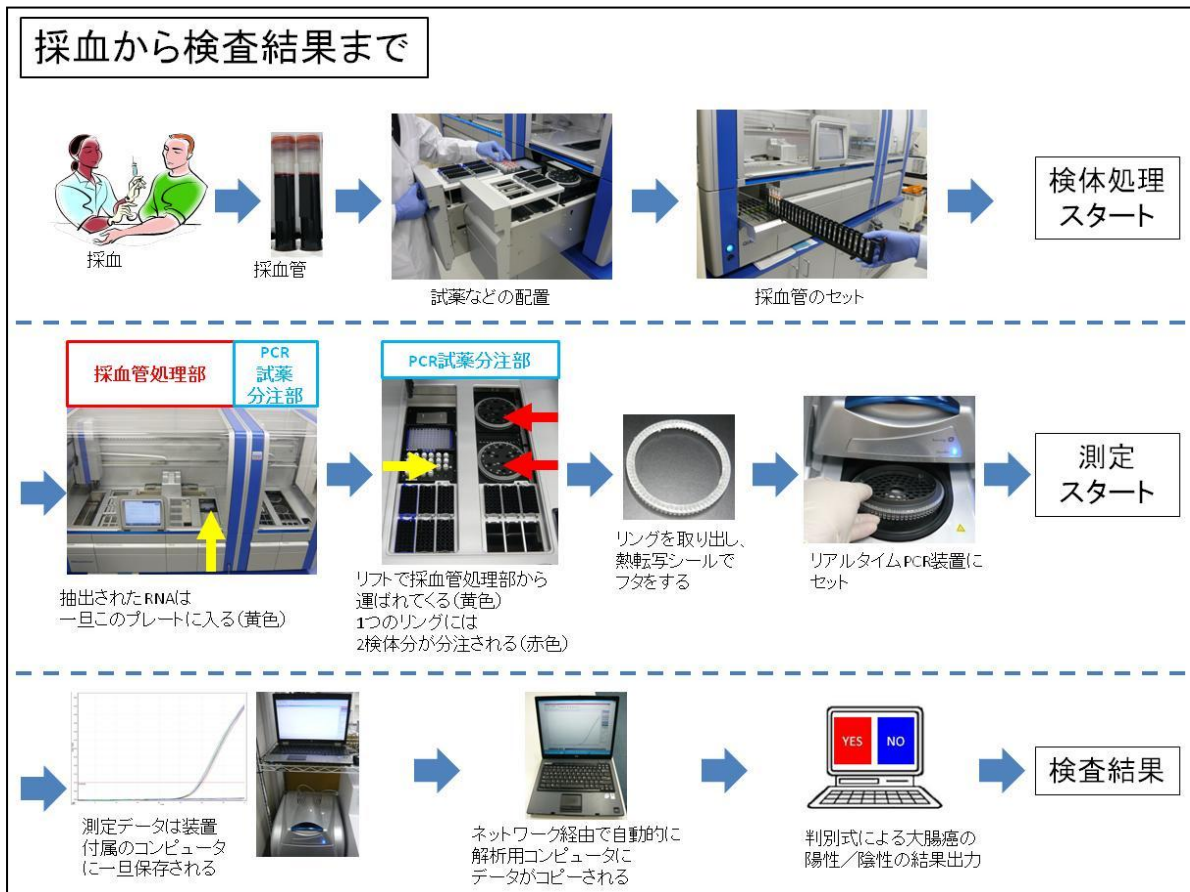 採血から検査結果まで
採血
採血管
試薬などの配置
採血管のセット
検体処理
スタート
採血管処理部
PCR
試薬
分注部
抽出されたRNAは
一旦このプレートに入る(黄色)
PCR試薬分注部
リフトで採血管処理部から
運ばれてくる(黄色)
1つのリングには
2検体分が分注される(赤色)
リングを取り出し、
熱転写シールで
フタをする
リアルタイムPCR装置に
セット
測定
スタート
測定データは装置
付属のコンピュータ
に一旦保存される
ネットワーク経由で自動的に
解析用コンピュータに
データがコピーされる
YES
NO
判別式による大腸癌の
陽性／陰性の結果出力
検査結果